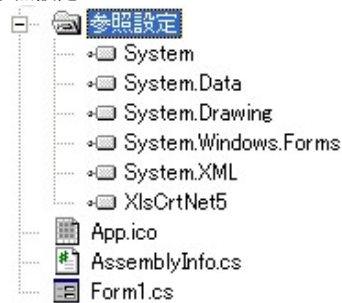 参照設定
System
System.Data
System.Drawing
System.Windows.Forms
System.XML
XlsCrtNet5
App.ico
AssemblyInfo.cs
Form1.cs